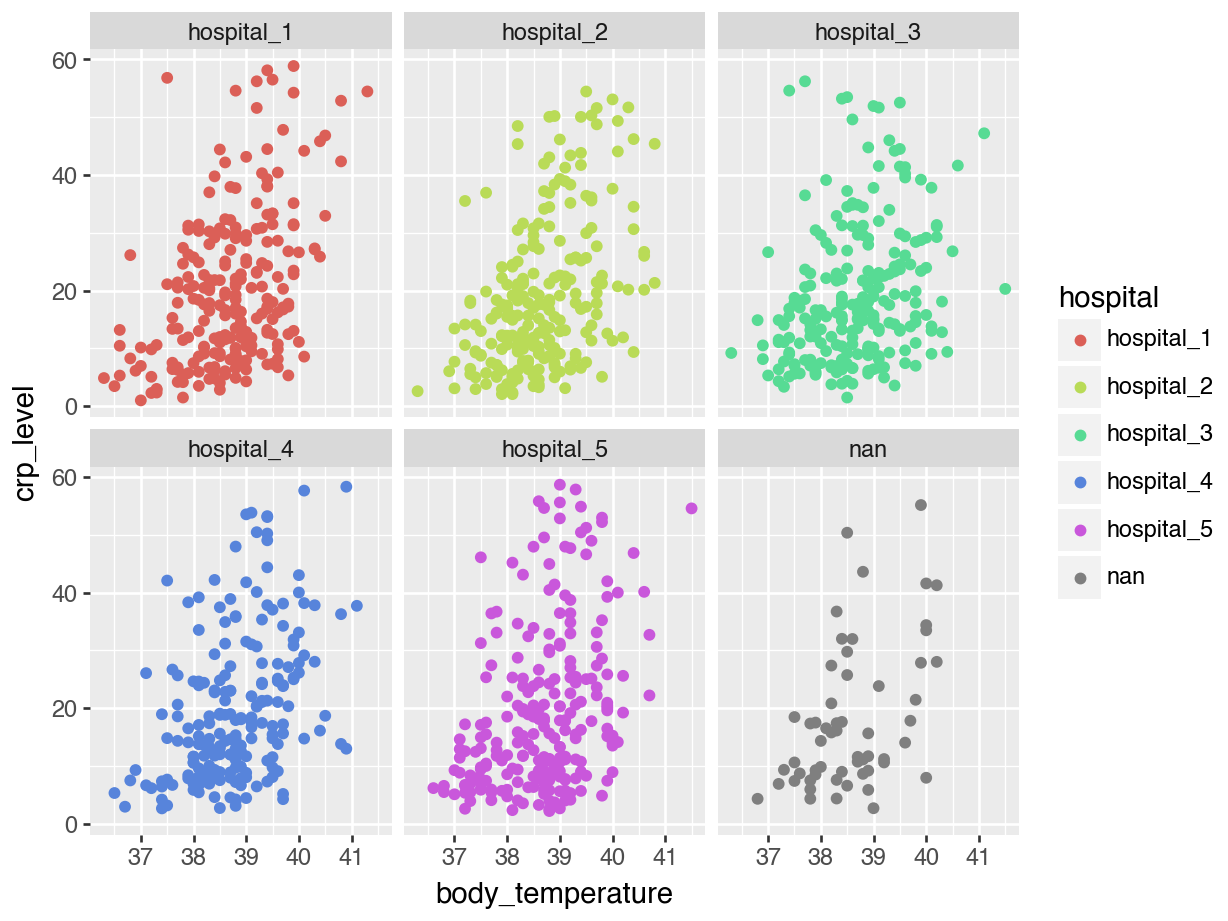 hospital_1 hospital_2 hospital_3
60
40
20
0
hospital_4 hospital_5 nan
60
40
20
0
37 38 39 40 41 37 38 39 40 41 37 38 39 40 41
body_temperature
crp_level
hospital
hospital_1
hospital_2
hospital_3
hospital_4
hospital_5
nan